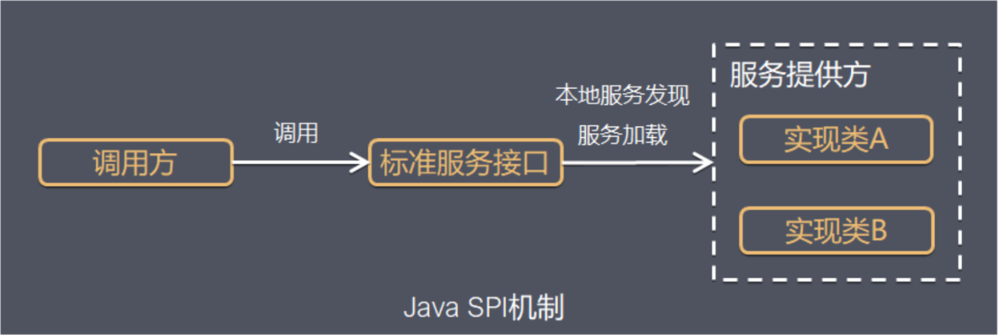 调用方
调用
标准服务接口
本地服务发现
服务加载
服务提供方
实现类A
实现类B
Java SPI机制